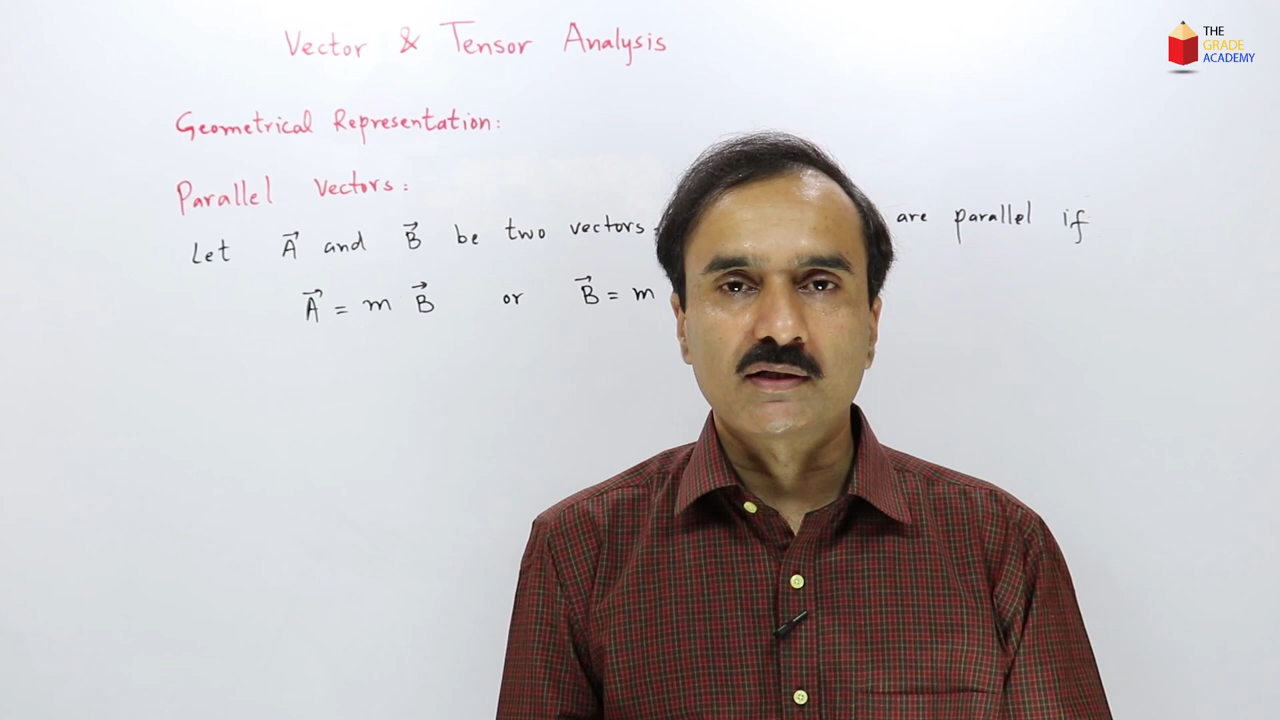 Vector & Tensor Analysis
THE
GRADE
ACADEMY
Geometrical Representation:
Parallel Vectors:
Let A⃗ and B⃗ be two vectors are parallel if
A⃗ = m B⃗ or B⃗ = m